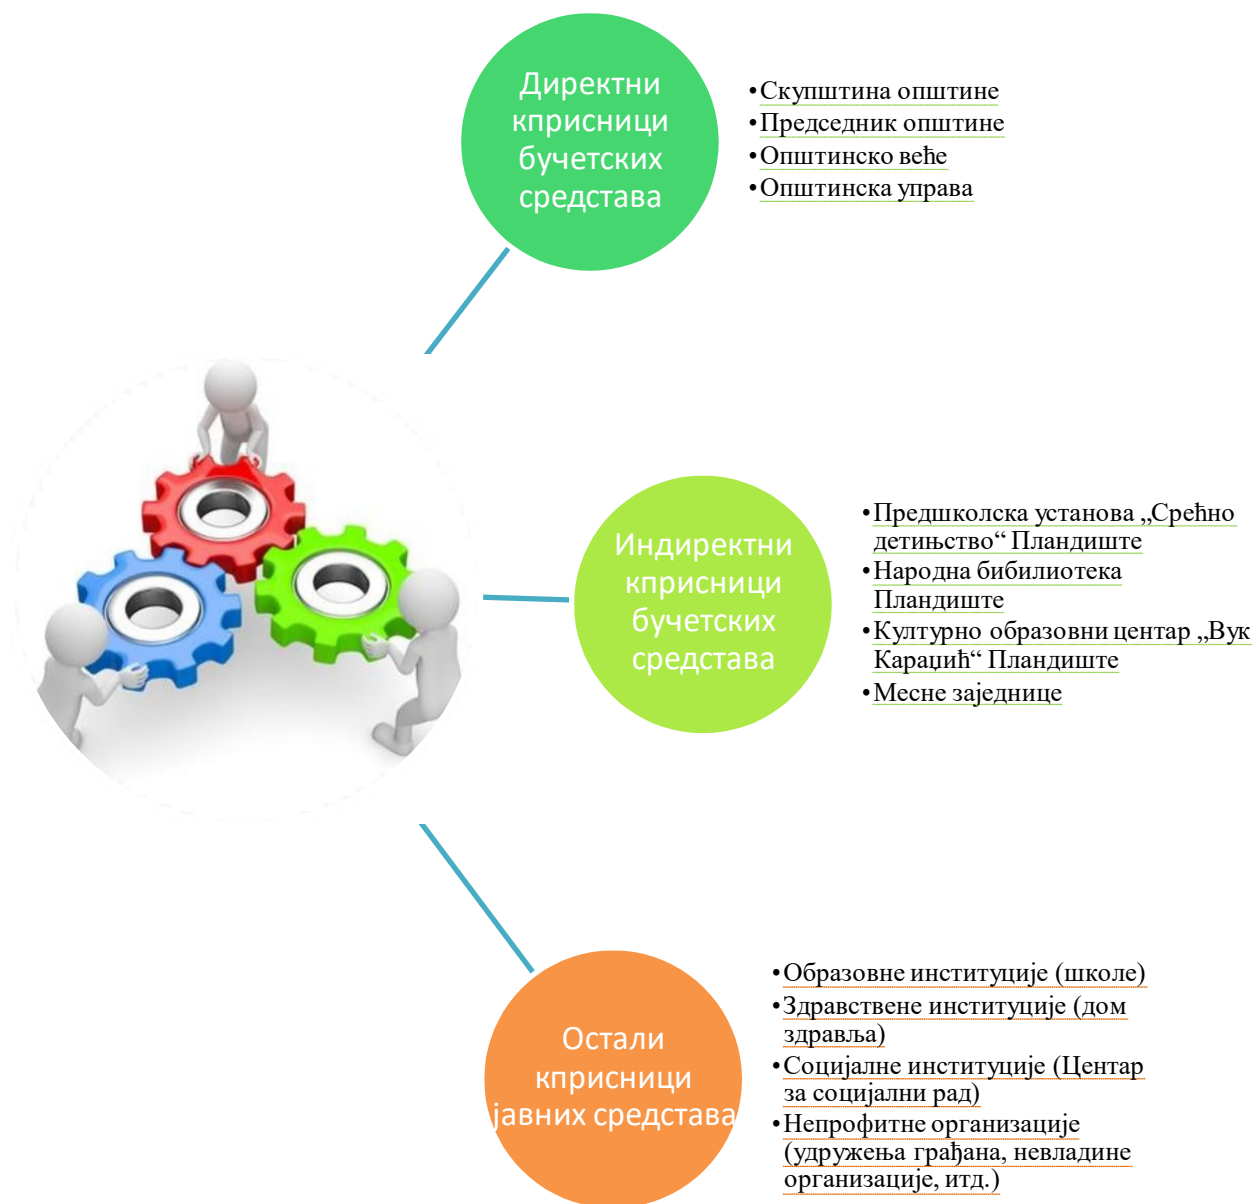 Директни
кприсници
бучетских
средстава
•Скупштина општине
•Председник општине
•Општинско веће
•Општинска управа
Индиректни
кприсници
бучетских
средстава
•Предшколска установа „Срећно
детињство“ Пландиште
•Народна бибилиотека
Пландиште
•Културно образовни центар „Вук
Караџић“ Пландиште
•Месне заједнице
Остали
кприсници
јавних средстава
•Образовне институције (школе)
•Здравствене институције (дом
здравља)
•Социјалне институције (Центар
за социјални рад)
•Непрофитне организације
(удружења грађана, невладине
организације, итд.)